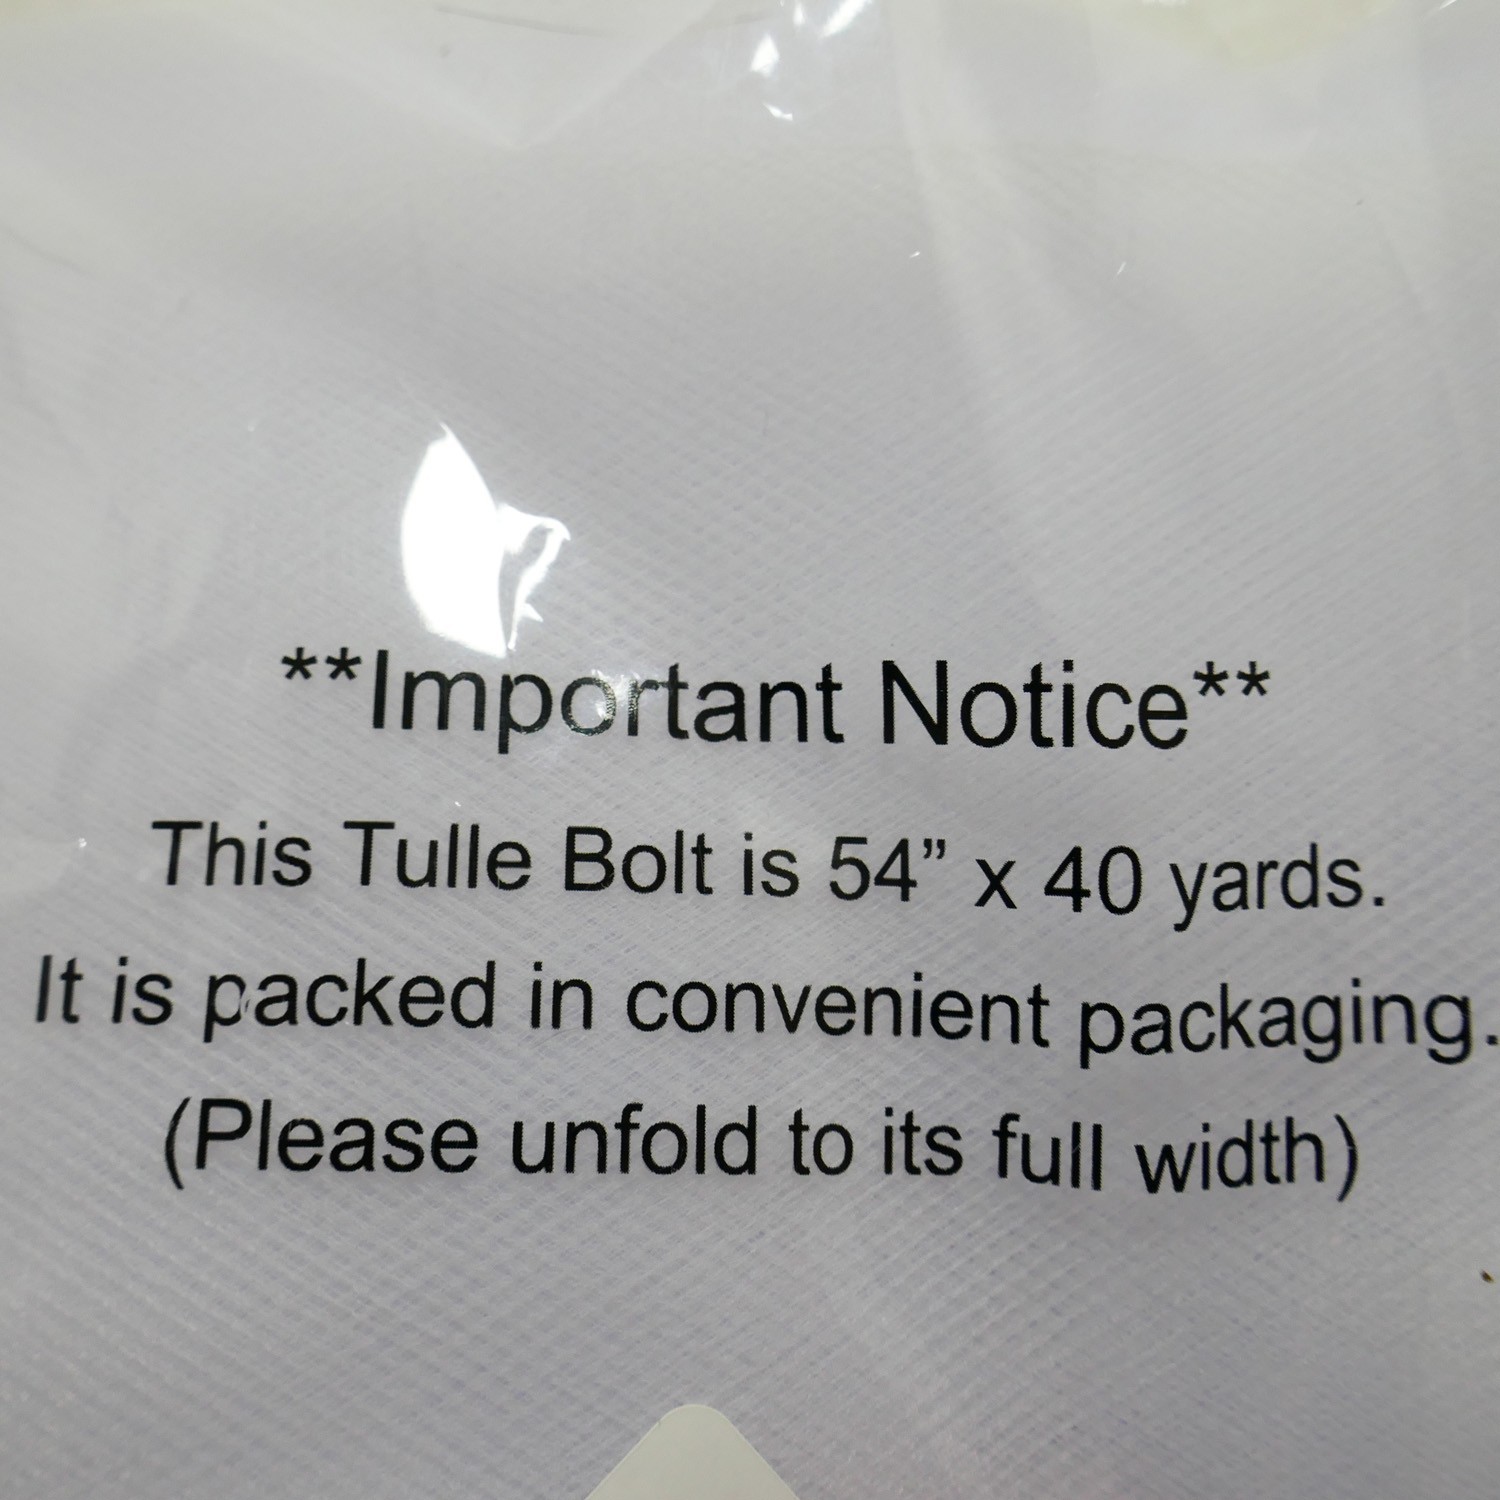 **Important Notice**
This Tulle Bolt is 54” x 40 yards.
It is packed in convenient packaging.
(Please unfold to its full width)